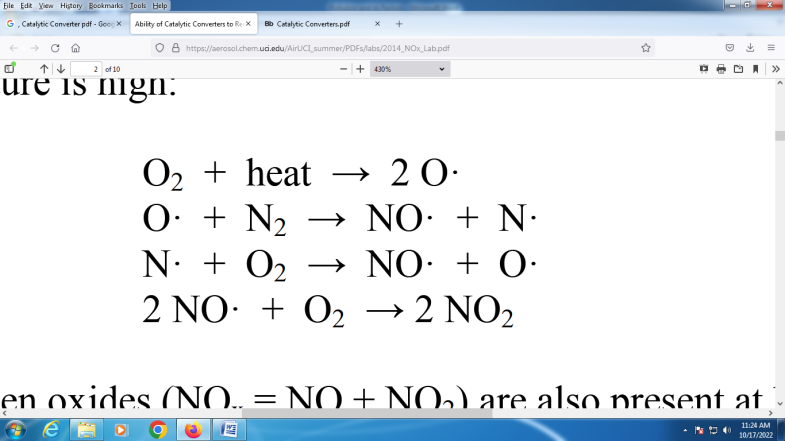 File Edit View History Bookmarks Tools Help
, Catalytic Converter pdf - Goog
Ability of Catalytic Converters to Re
Bb Catalytic Converters.pdf
https://aerosol.chem.uci.edu/AirUCI_summer/PDFs/labs/2014_NOx_Lab.pdf
2 of 10
430%
ure is high:
O₂ + heat → 2 O·
O· + N₂ → NO· + N·
N· + O₂ → NO· + O·
2 NO· + O₂ → 2 NO₂
en oxides (NOₓ = NO + NO₂) are also present at
11:24 AM
10/17/2022